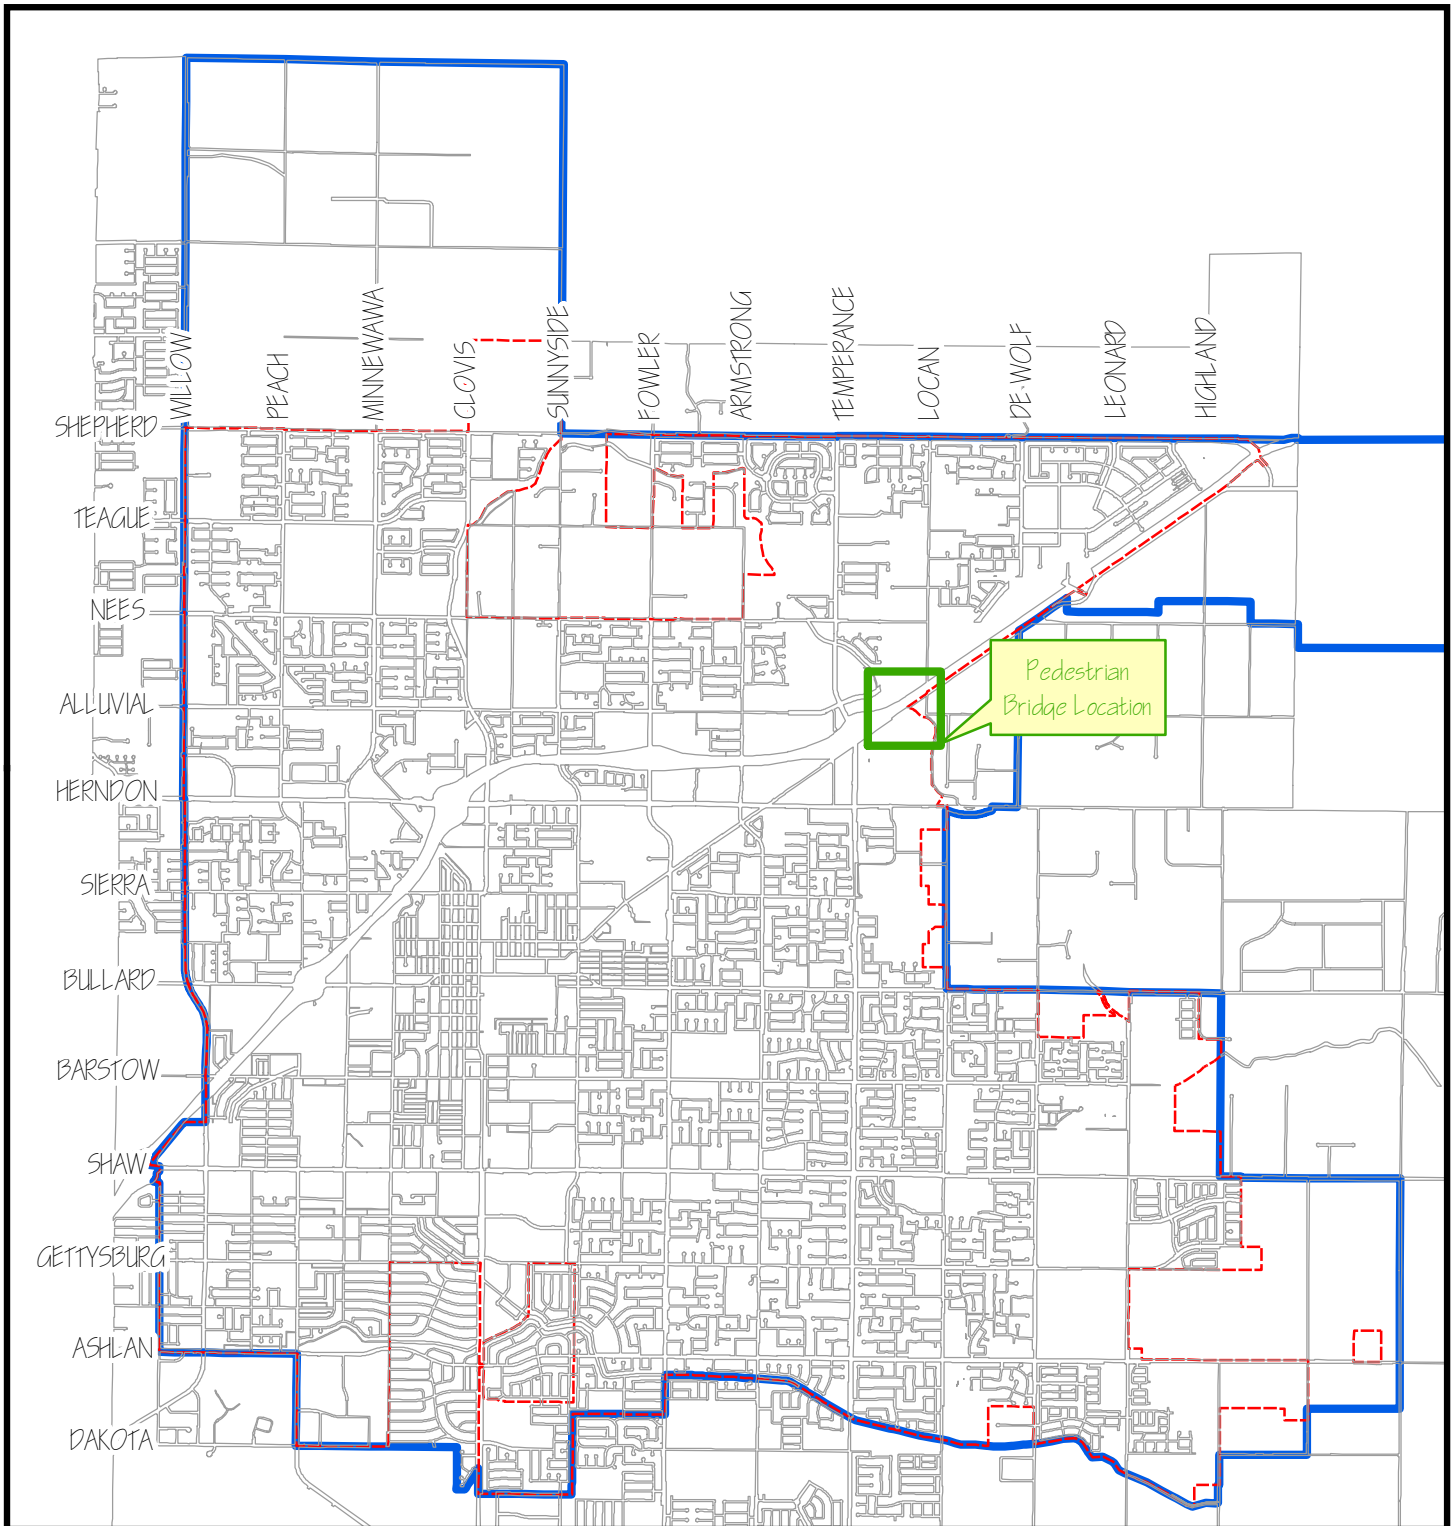 MINNEWAWA
ARMSTRONG
TEMPERANCE
SUNNYSIDE
WILLOW
PEACH
CLOVIS
FOWLER
LOCAN
DE WOLF
LEONARD
HIGHLAND
SHEPHERD
TEAGUE
NEES
Pedestrian
Bridge Location
ALLUVIAL
HERNDON
SIERRA
BULLARD
BARSTOW
SHAW
GETTYSBURG
ASHLAN
DAKOTA